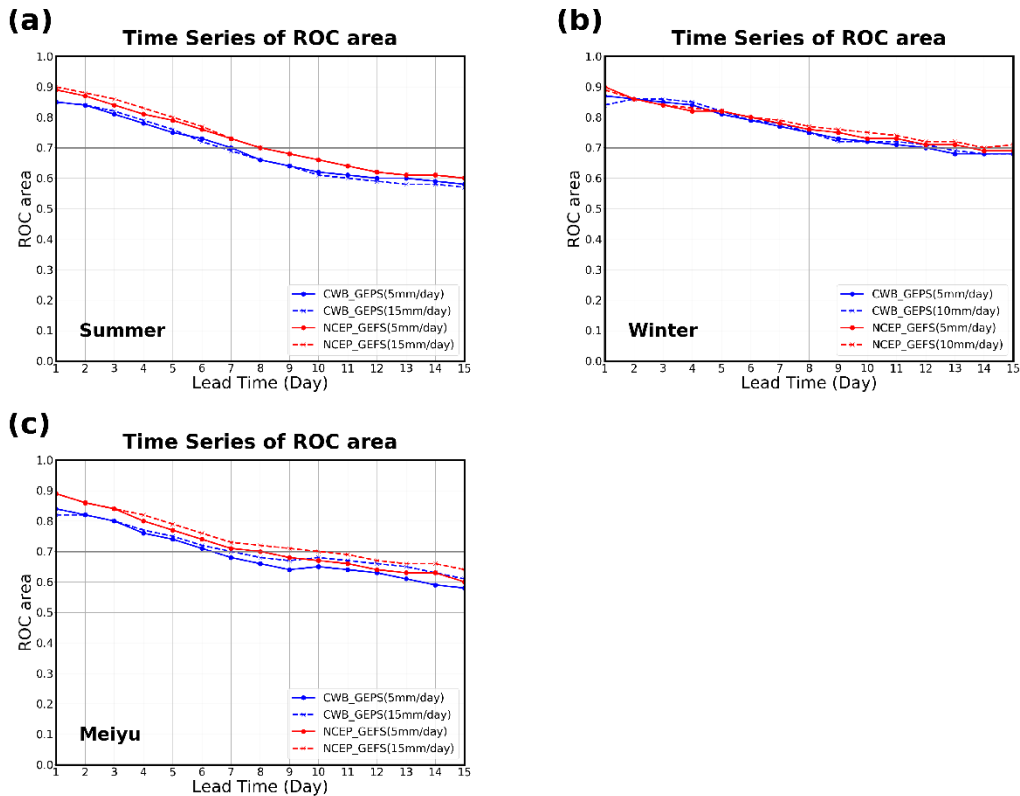 (a)
Time Series of ROC area
1.0
0.9
0.8
0.7
0.6
0.5
0.4
0.3
0.2
0.1
0.0
ROC area
CWB_GEPS(5mm/day)
CWB_GEPS(15mm/day)
NCEP_GEFS(5mm/day)
NCEP_GEFS(15mm/day)
Summer
1 2 3 4 5 6 7 8 9 10 11 12 13 14 15
Lead Time (Day)
(b)
Time Series of ROC area
1.0
0.9
0.8
0.7
0.6
0.5
0.4
0.3
0.2
0.1
0.0
ROC area
CWB_GEPS(5mm/day)
CWB_GEPS(10mm/day)
NCEP_GEFS(5mm/day)
NCEP_GEFS(10mm/day)
Winter
1 2 3 4 5 6 7 8 9 10 11 12 13 14 15
Lead Time (Day)
(c)
Time Series of ROC area
1.0
0.9
0.8
0.7
0.6
0.5
0.4
0.3
0.2
0.1
0.0
ROC area
CWB_GEPS(5mm/day)
CWB_GEPS(15mm/day)
NCEP_GEFS(5mm/day)
NCEP_GEFS(15mm/day)
Meiyu
1 2 3 4 5 6 7 8 9 10 11 12 13 14 15
Lead Time (Day)